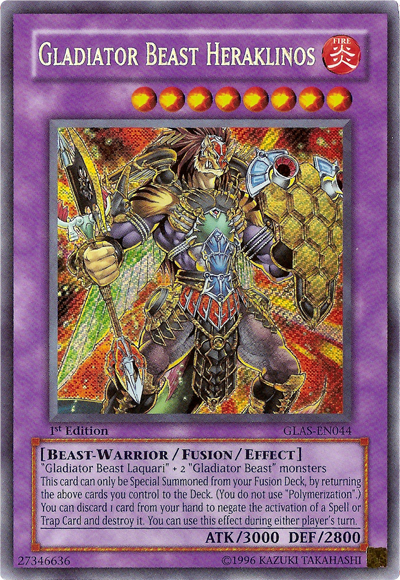 GLADIATOR BEAST HERAKLINOS
FIRE
炎
1st Edition
GLAS-EN044
[BEAST-WARRIOR / FUSION / EFFECT]
"Gladiator Beast Laquari" + 2 "Gladiator Beast" monsters
This card can only be Special Summoned from your Fusion Deck, by returning
the above cards you control to the Deck. (You do not use "Polymerization".)
You can discard 1 card from your hand to negate the activation of a Spell or
Trap Card and destroy it. You can use this effect during either player's turn.
ATK/3000 DEF/2800
27346636
©1996 KAZUKI TAKAHASHI